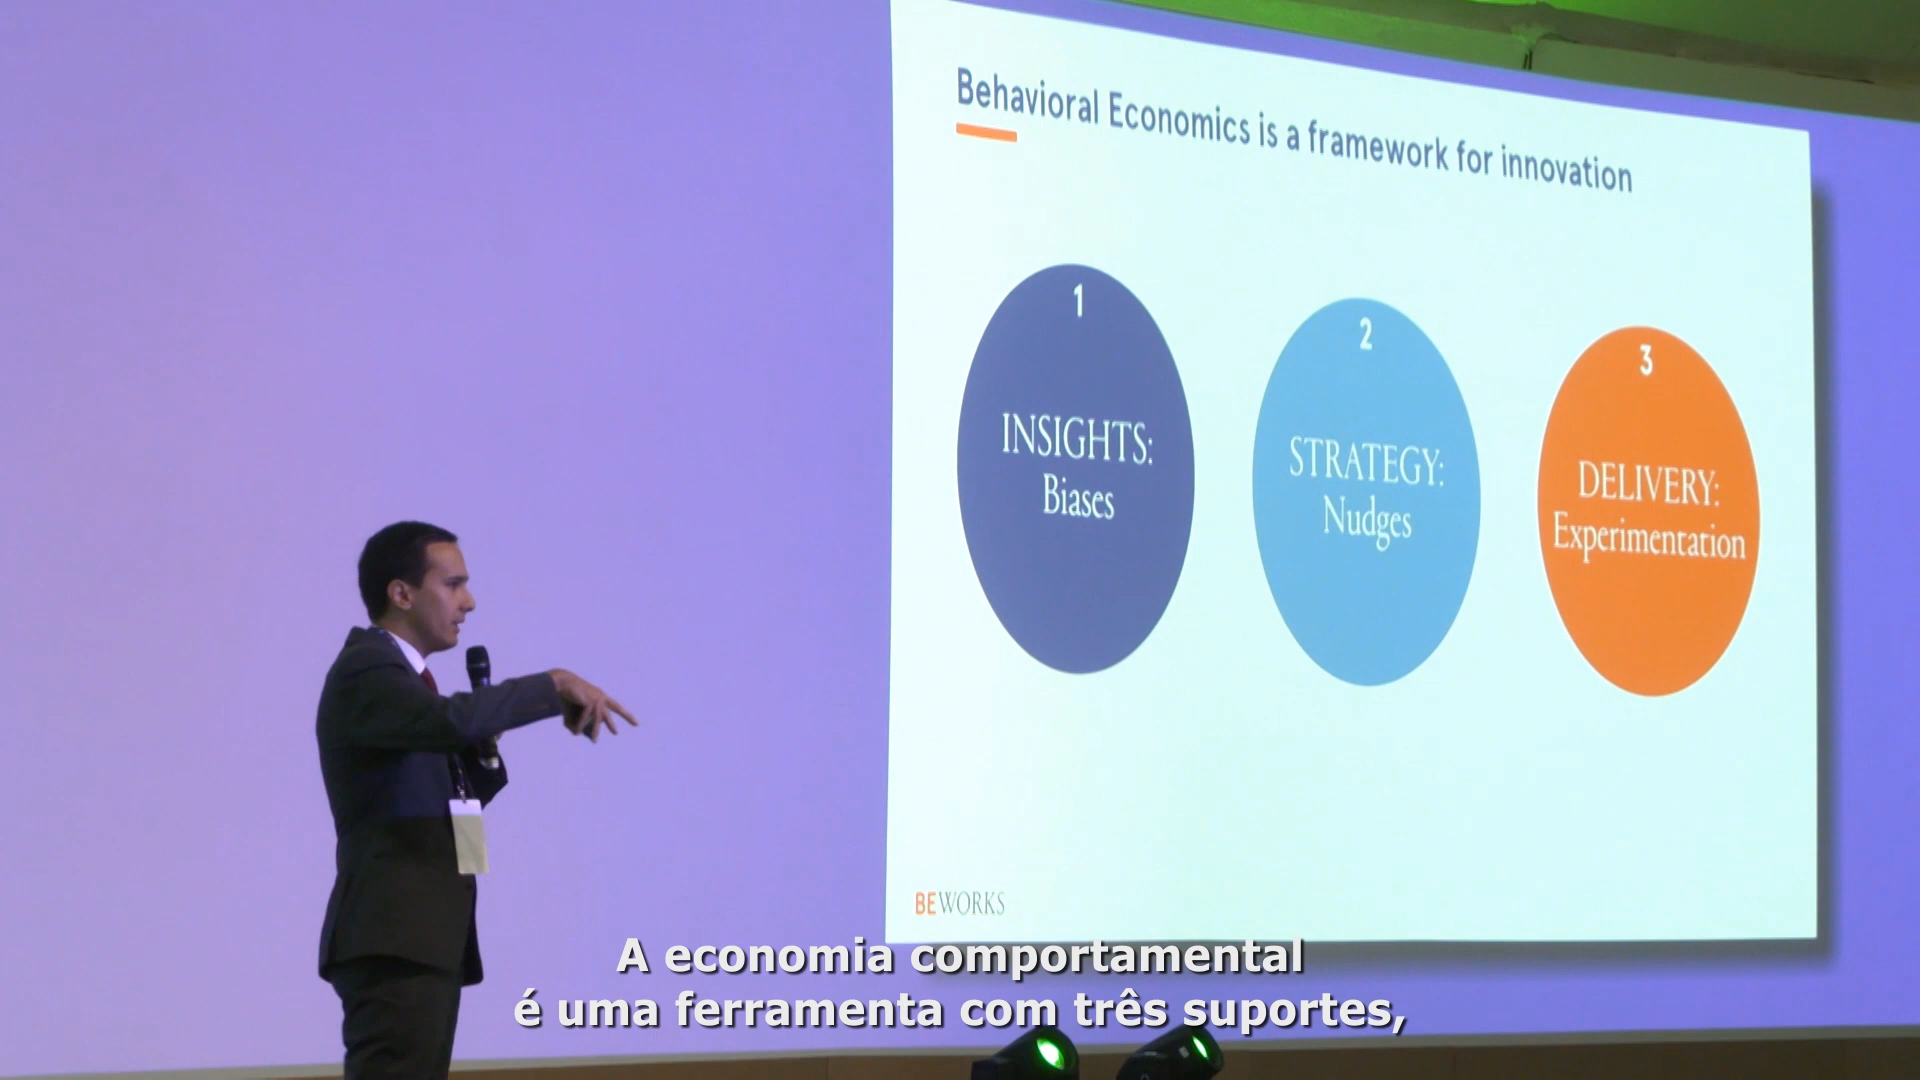 Behavioral Economics is a framework for innovation
1
INSIGHTS:
Biases
2
STRATEGY:
Nudges
3
DELIVERY:
Experimentation
BEWORKS
A economia comportamental
é uma ferramenta com três suportes,